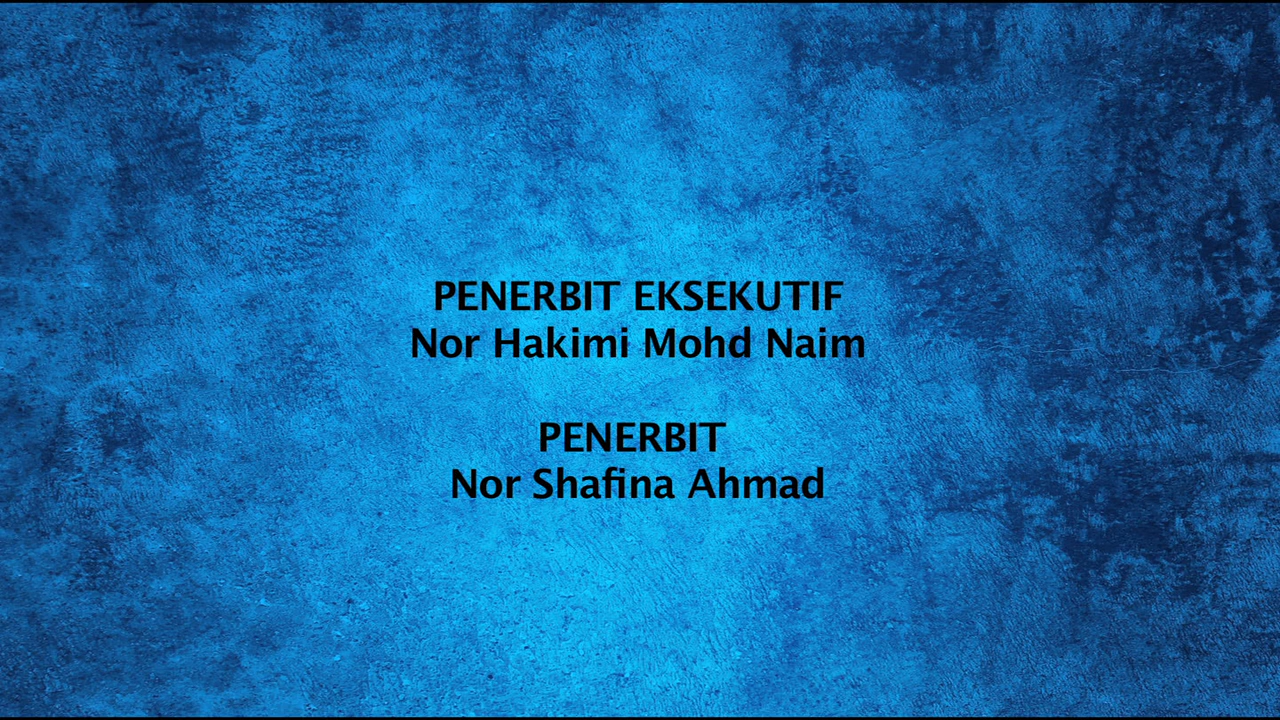 PENERBIT EKSEKUTIF
Nor Hakimi Mohd Naim
PENERBIT
Nor Shafina Ahmad